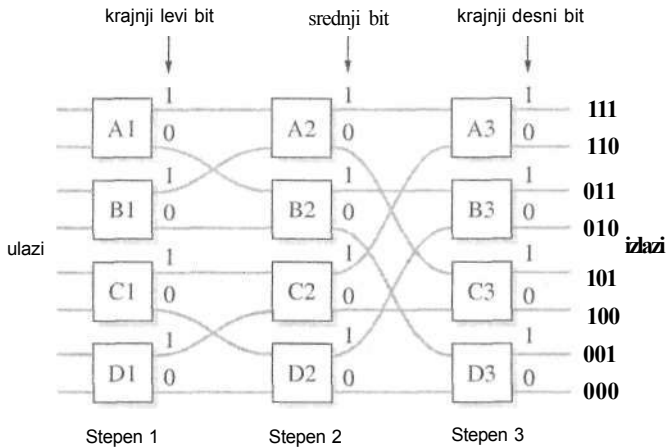 krajnji levi bit
srednji bit
krajnji desni bit
1
1
1
111
A1
0
A2
0
A3
0
110
1
1
1
011
B1
0
B2
0
B3
0
010
ulazi
izlazi
1
1
1
101
C1
0
C2
0
C3
0
100
1
1
1
001
D1
0
D2
0
D3
0
000
Stepen 1
Stepen 2
Stepen 3